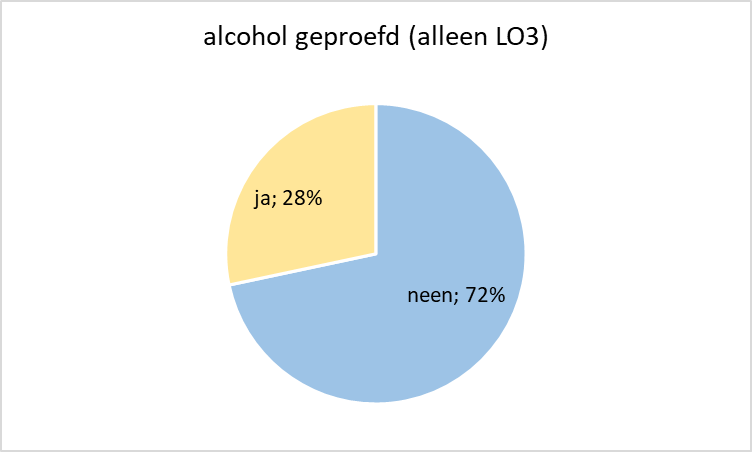 alcohol geproefd (alleen LO3)
ja; 28%
neen; 72%